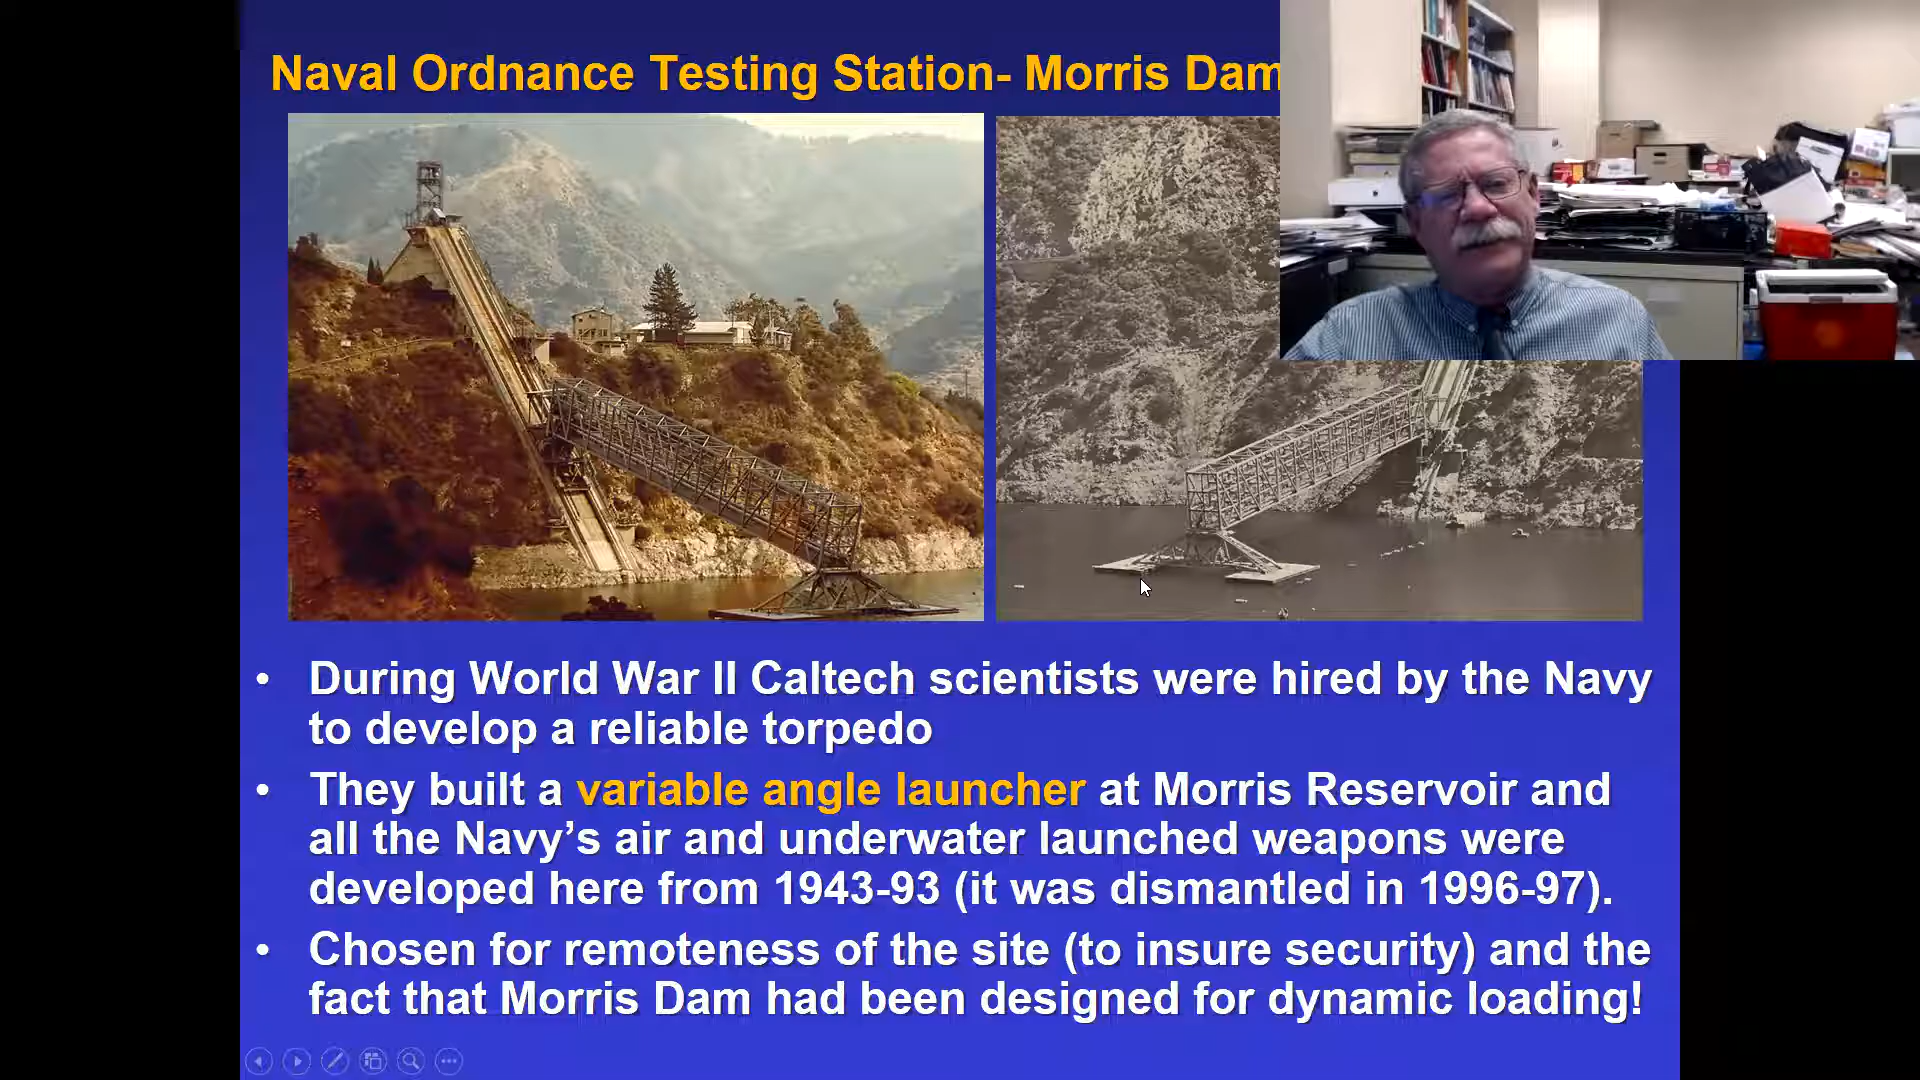 Naval Ordnance Testing Station- Morris Dam
• During World War II Caltech scientists were hired by the Navy
to develop a reliable torpedo
• They built a variable angle launcher at Morris Reservoir and
all the Navy’s air and underwater launched weapons were
developed here from 1943-93 (it was dismantled in 1996-97).
• Chosen for remoteness of the site (to insure security) and the
fact that Morris Dam had been designed for dynamic loading!